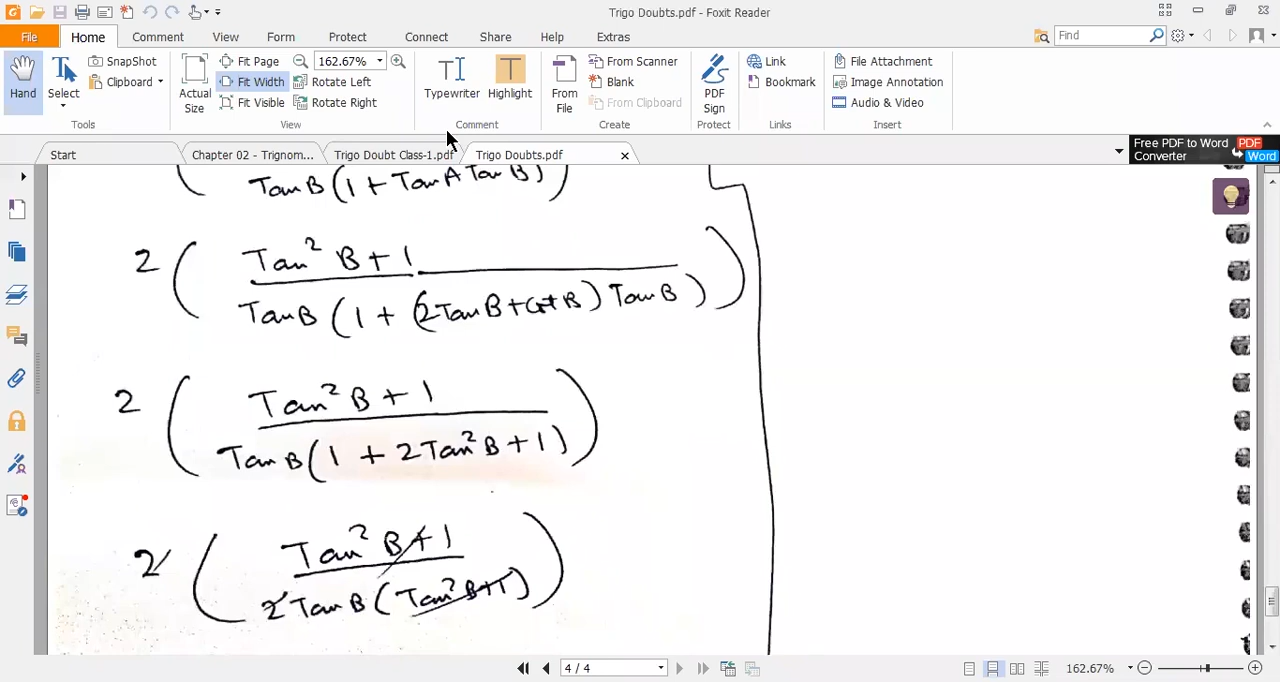 Trigo Doubts.pdf - Foxit Reader
File Home Comment View Form Protect Connect Share Help Extras Find
SnapShot Fit Page 162.67% From Scanner Link File Attachment
Clipboard Fit Width Rotate Left Blank Bookmark Image Annotation
Hand Select Actual Size Fit Visible Rotate Right Typewriter Highlight From File From Clipboard PDF Sign Audio & Video
Tools View Comment Create Protect Links Insert
Start Chapter 02 - Trignom... Trigo Doubt Class-1.pdf Trigo Doubts.pdf
Free PDF to Word Converter PDF Word
Tan B (1 + Tan A Tan B)
2 ( Tan² B + 1
Tan B (1 + (2 Tan B + Cot B) Tan B) )
2 ( Tan² B + 1
Tan B (1 + 2 Tan² B + 1) )
2 ( Tan² B + 1
2 Tan B (Tan² B + 1) )
4 / 4 162.67%